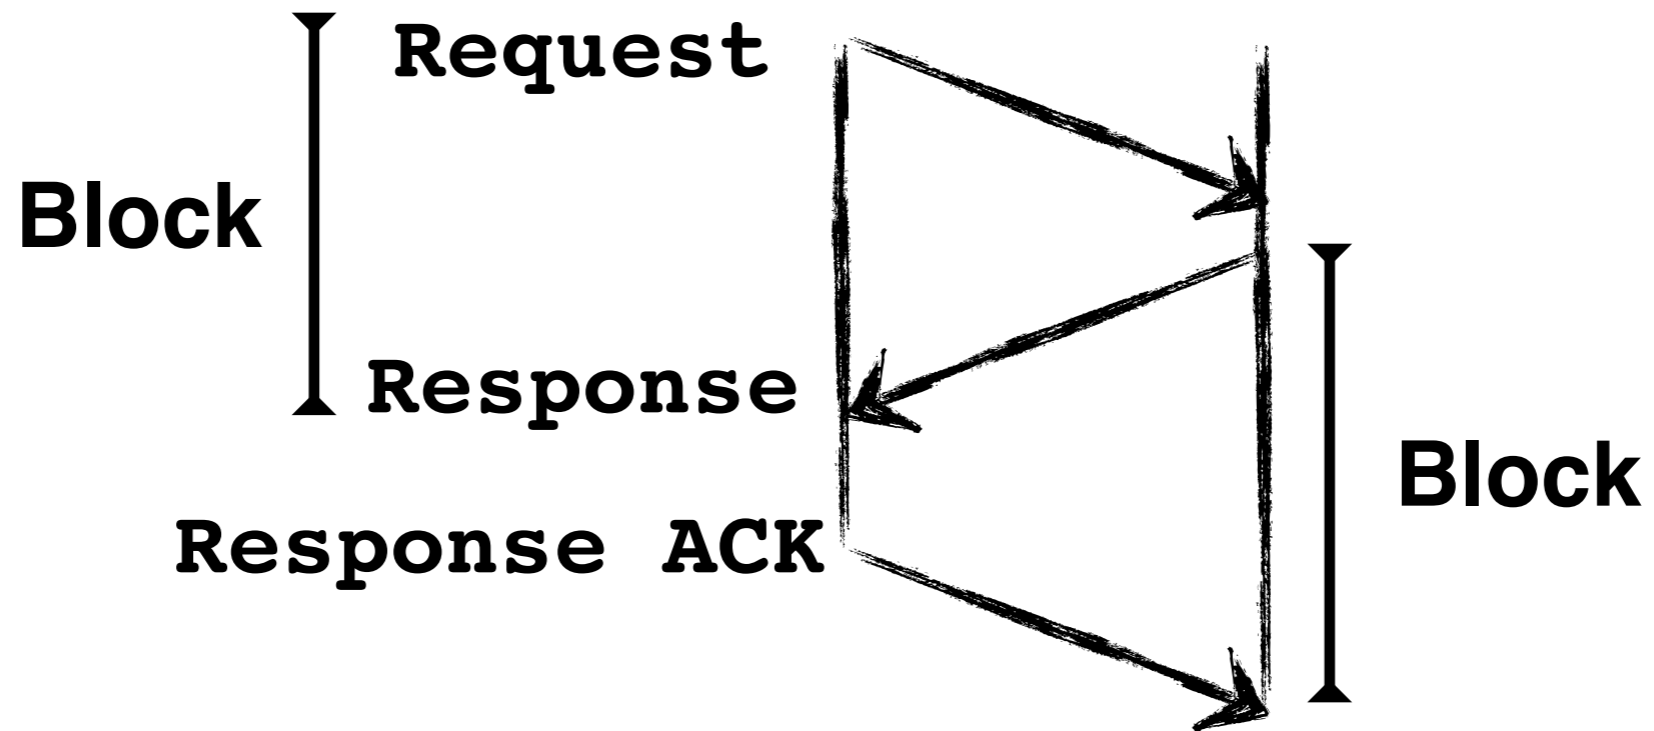 Request
Block
Response
Block
Response ACK